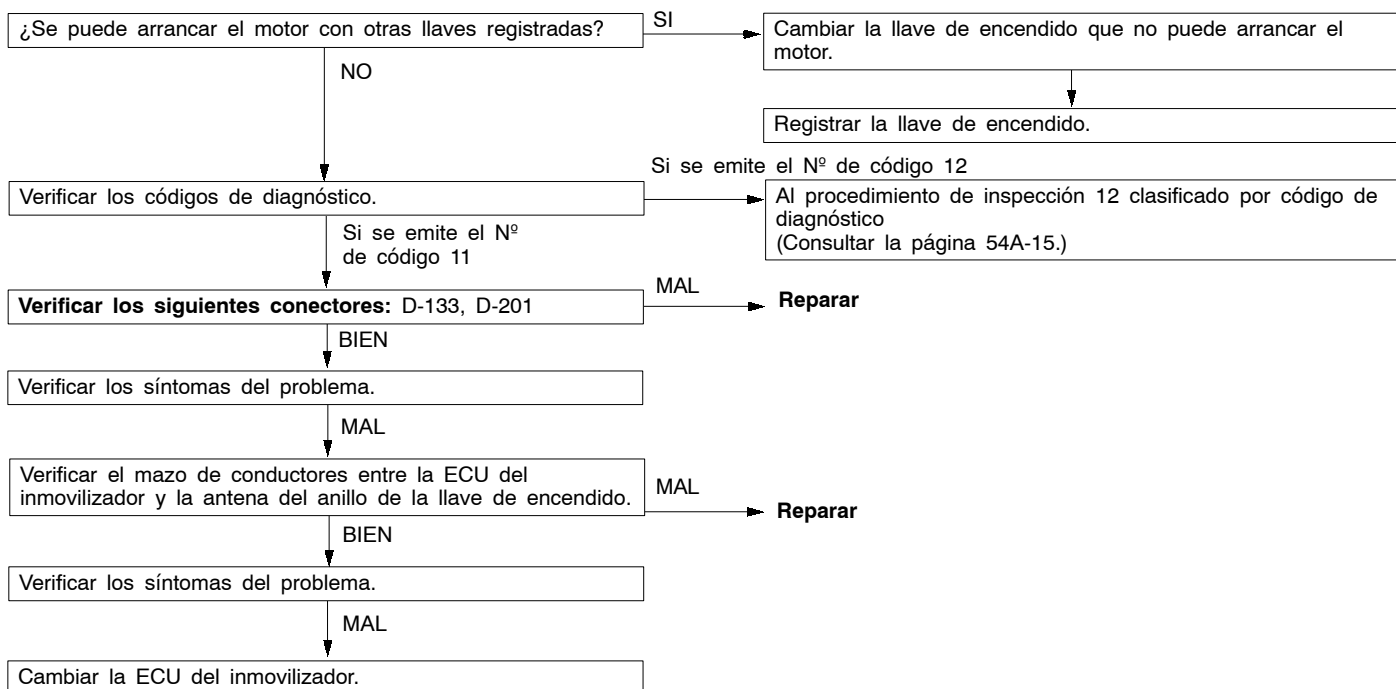 ¿Se puede arrancar el motor con otras llaves registradas?
SI
Cambiar la llave de encendido que no puede arrancar el
motor.
NO
Registrar la llave de encendido.
Si se emite el Nº de código 12
Verificar los códigos de diagnóstico.
Al procedimiento de inspección 12 clasificado por código de
diagnóstico
(Consultar la página 54A-15.)
Si se emite el Nº
de código 11
Verificar los siguientes conectores: D-133, D-201
MAL
Reparar
BIEN
Verificar los síntomas del problema.
MAL
Verificar el mazo de conductores entre la ECU del
inmovilizador y la antena del anillo de la llave de encendido.
MAL
Reparar
BIEN
Verificar los síntomas del problema.
MAL
Cambiar la ECU del inmovilizador.